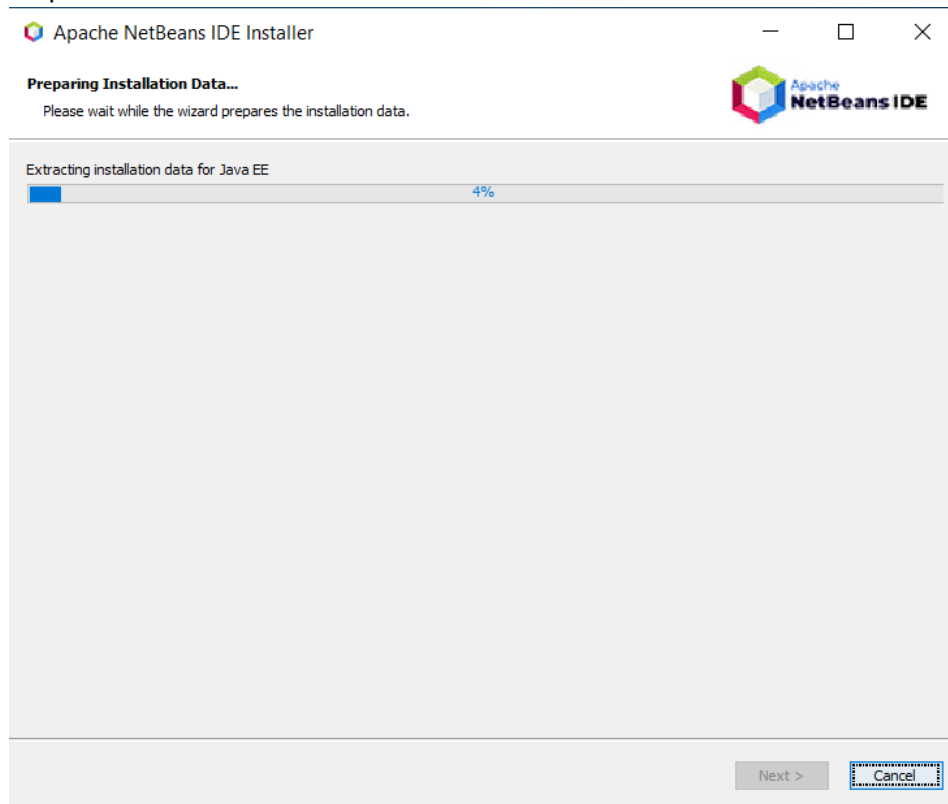 Apache NetBeans IDE Installer
Preparing Installation Data...
Please wait while the wizard prepares the installation data.
Apache
NetBeans IDE
Extracting installation data for Java EE
4%
Next >
Cancel